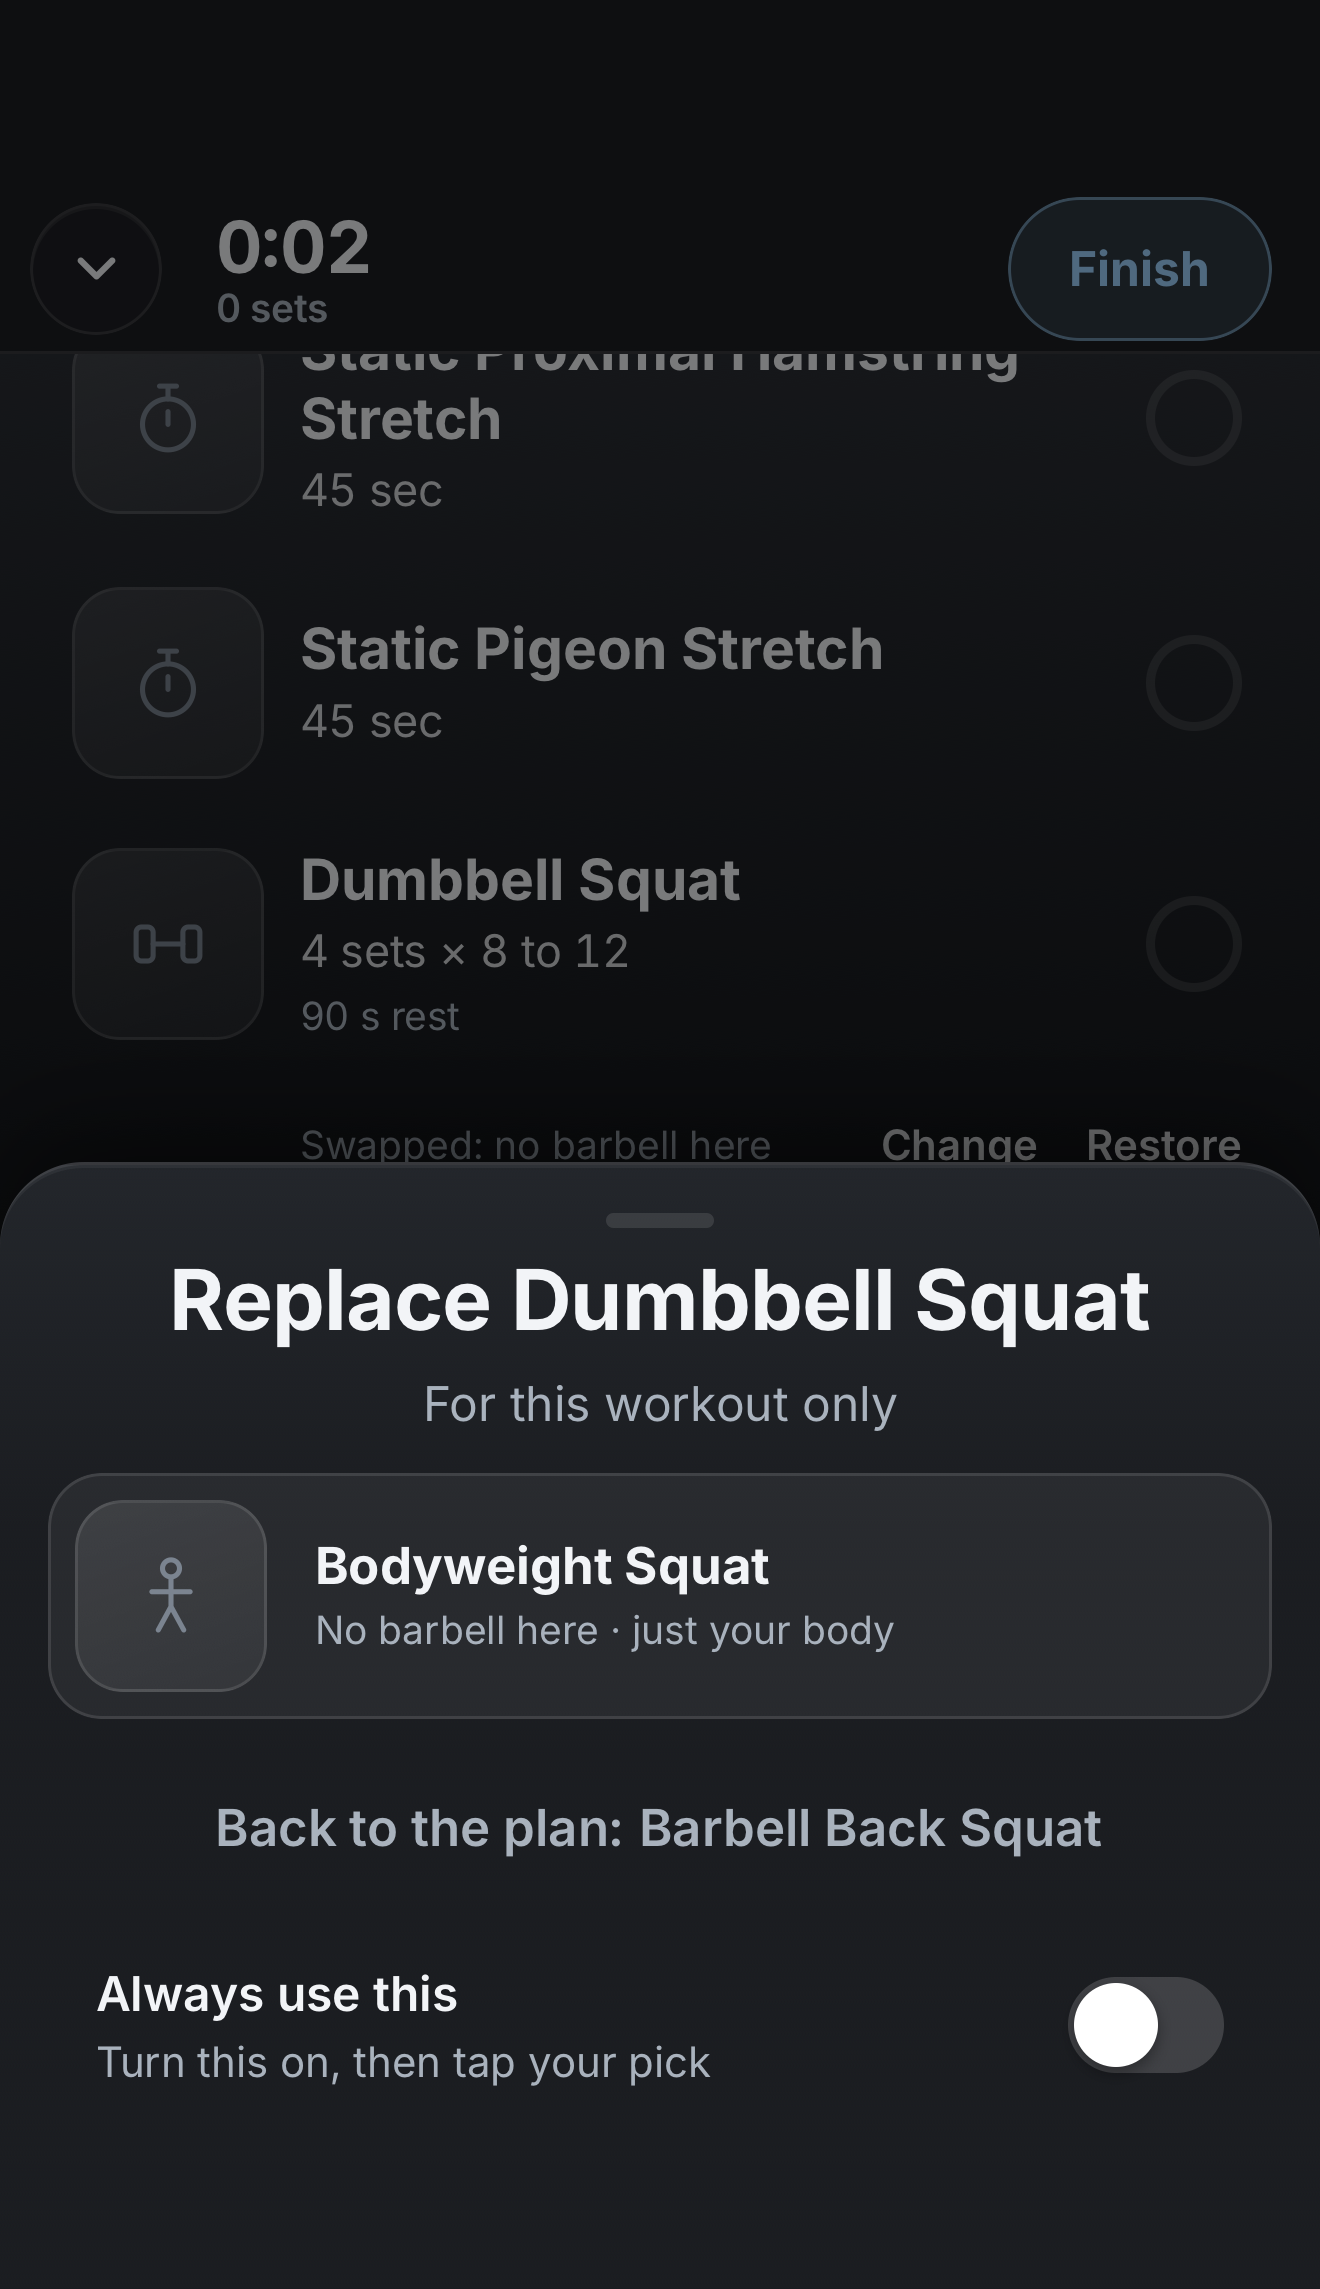 0:02
0 sets
Finish
Static Proximal Hamstring
Stretch
45 sec
Static Pigeon Stretch
45 sec
Dumbbell Squat
4 sets × 8 to 12
90 s rest
Swapped: no barbell here
Change
Restore
Replace Dumbbell Squat
For this workout only
Bodyweight Squat
No barbell here · just your body
Back to the plan: Barbell Back Squat
Always use this
Turn this on, then tap your pick